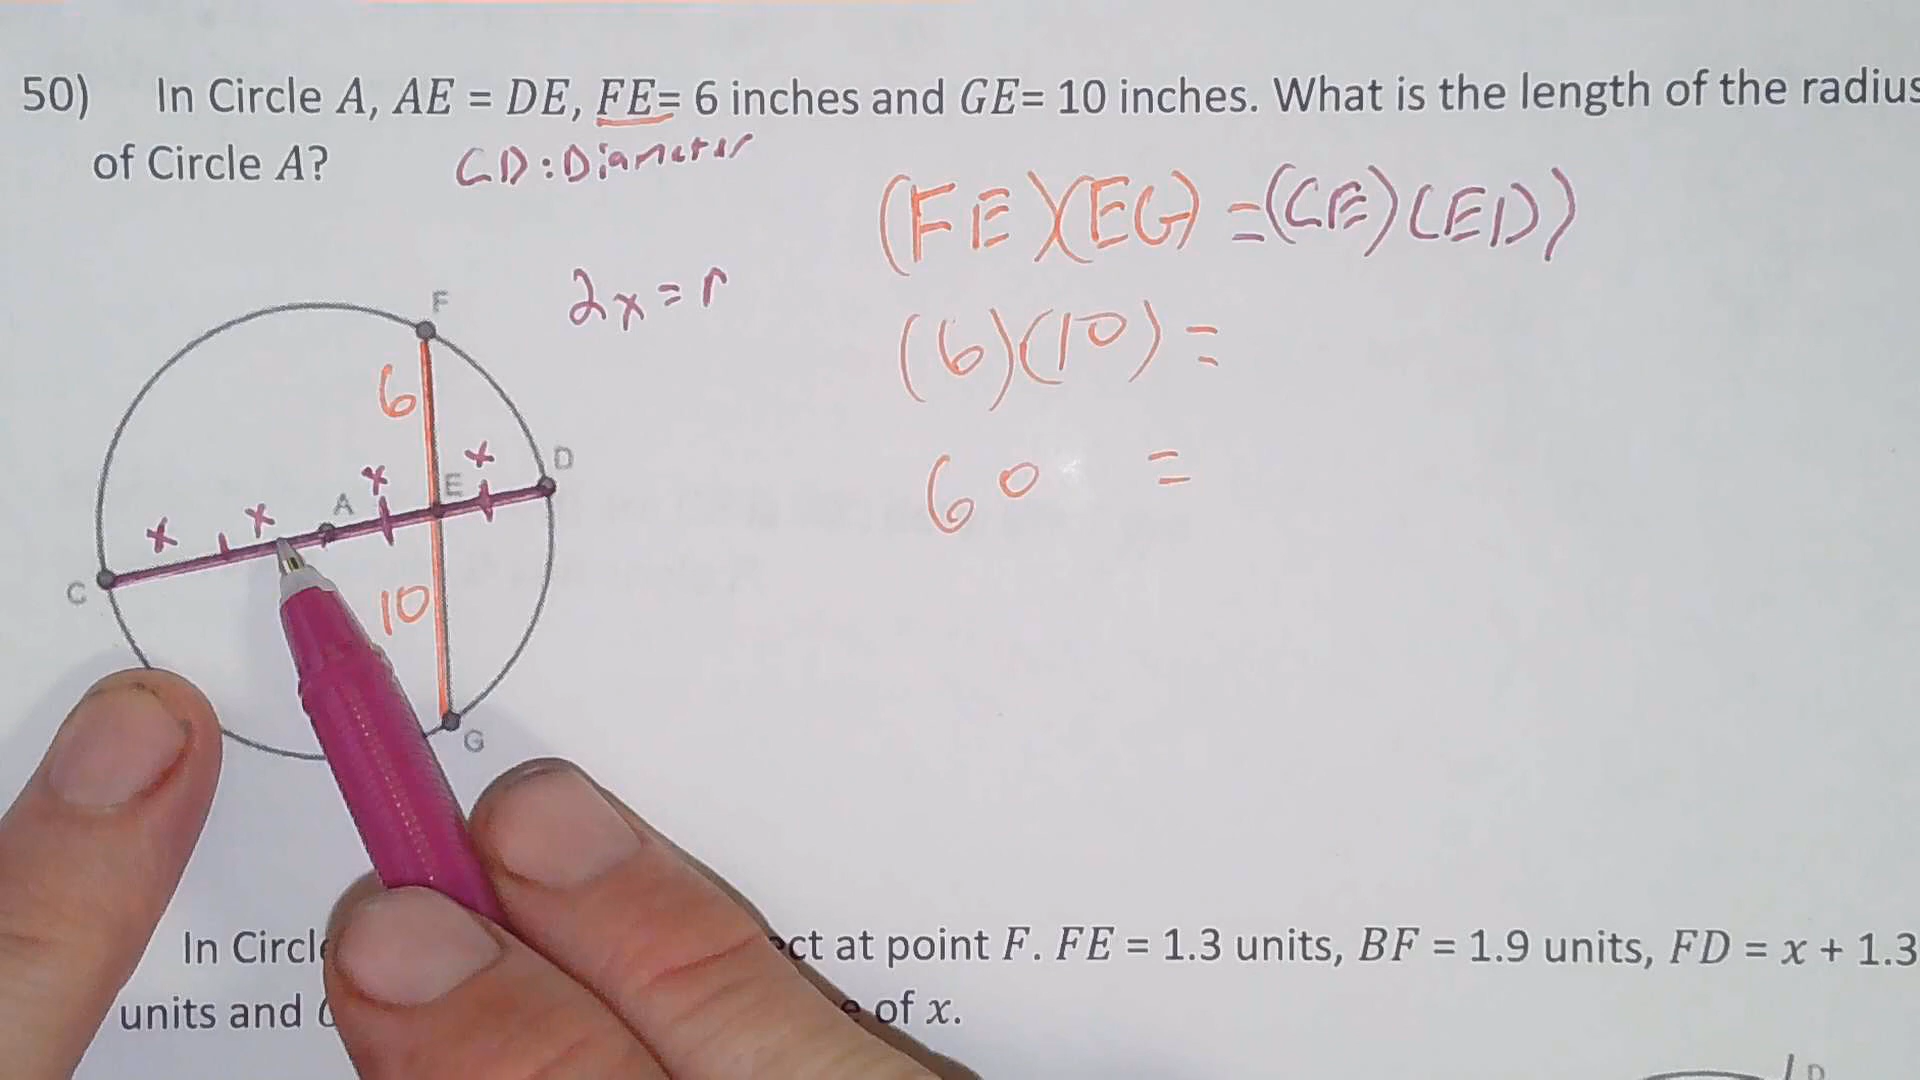 50) In Circle A, AE = DE, FE= 6 inches and GE= 10 inches. What is the length of the radius
of Circle A?
CD : Diameter
(FE)(EG) = (CE)(ED)
2x = r
(6)(10) =
60 =
F
6
x
D
E
x
A
x
x
C
10
G
In Circle ct at point F. FE = 1.3 units, BF = 1.9 units, FD = x + 1.3
units and of x.
D